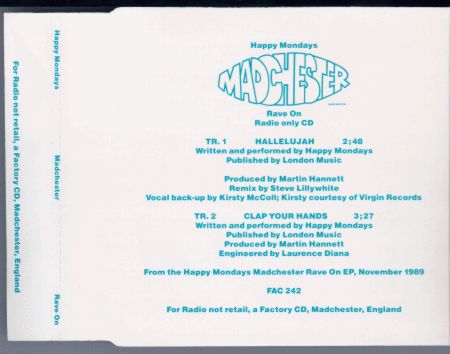 Happy Mondays
Madchester
Rave On
For Radio not retail, a Factory CD, Madchester, England
Happy Mondays
MADCHESTER
Rave On
Radio only CD
TR. 1 HALLELUJAH 2;48
Written and performed by Happy Mondays
Published by London Music
Produced by Martin Hannett
Remix by Steve Lillywhite
Vocal back-up by Kirsty McColl; Kirsty courtesy of Virgin Records
TR. 2 CLAP YOUR HANDS 3;27
Written and performed by Happy Mondays
Published by London Music
Produced by Martin Hannett
Engineered by Laurence Diana
From the Happy Mondays Madchester Rave On EP, November 1989
FAC 242
For Radio not retail, a Factory CD, Madchester, England